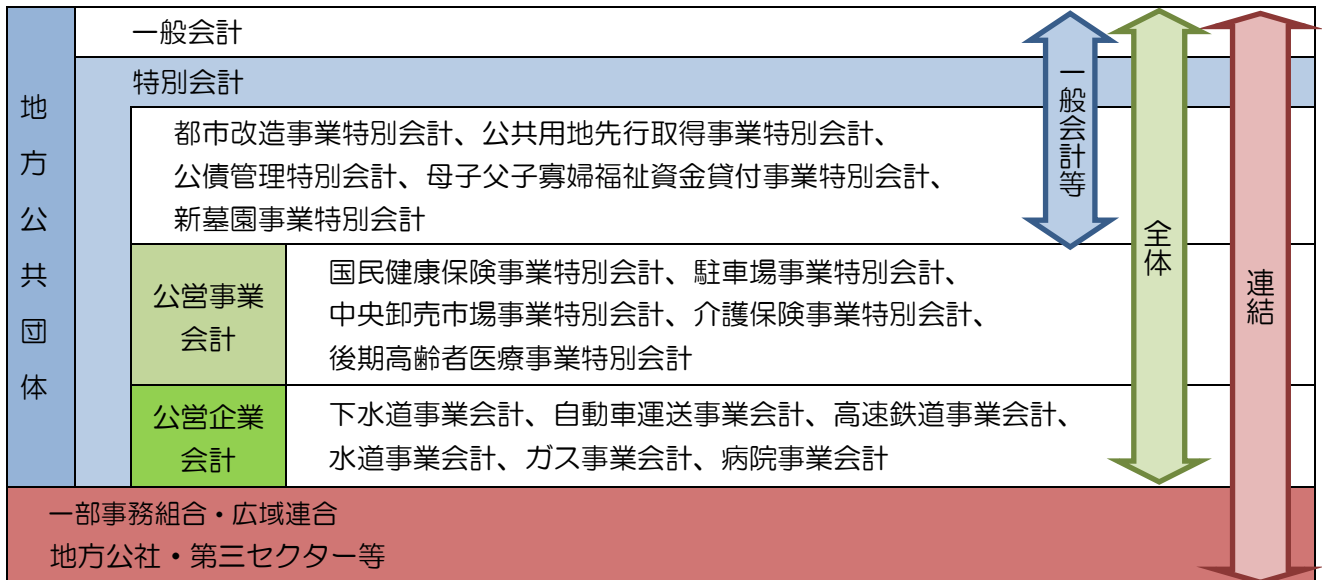 地方公共団体
一般会計
特別会計
都市改造事業特別会計、公共用地先行取得事業特別会計、
公債管理特別会計、母子父子寡婦福祉資金貸付事業特別会計、
新墓園事業特別会計
公営事業
会計
国民健康保険事業特別会計、駐車場事業特別会計、
中央卸売市場事業特別会計、介護保険事業特別会計、
後期高齢者医療事業特別会計
公営企業
会計
下水道事業会計、自動車運送事業会計、高速鉄道事業会計、
水道事業会計、ガス事業会計、病院事業会計
一部事務組合・広域連合
地方公社・第三セクター等
一般会計等
全体
連結